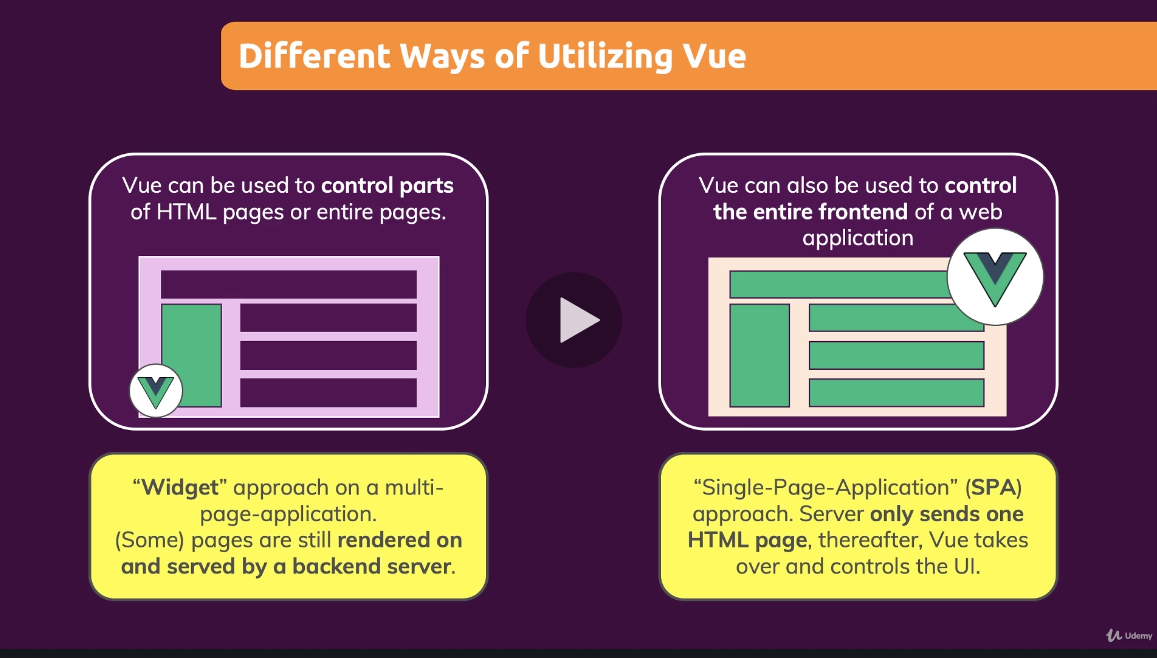 Different Ways of Utilizing Vue
Vue can be used to control parts
of HTML pages or entire pages.
Vue can also be used to control
the entire frontend of a web
application
“Widget” approach on a multi-
page-application.
(Some) pages are still rendered on
and served by a backend server.
“Single-Page-Application” (SPA)
approach. Server only sends one
HTML page, thereafter, Vue takes
over and controls the UI.
Udemy